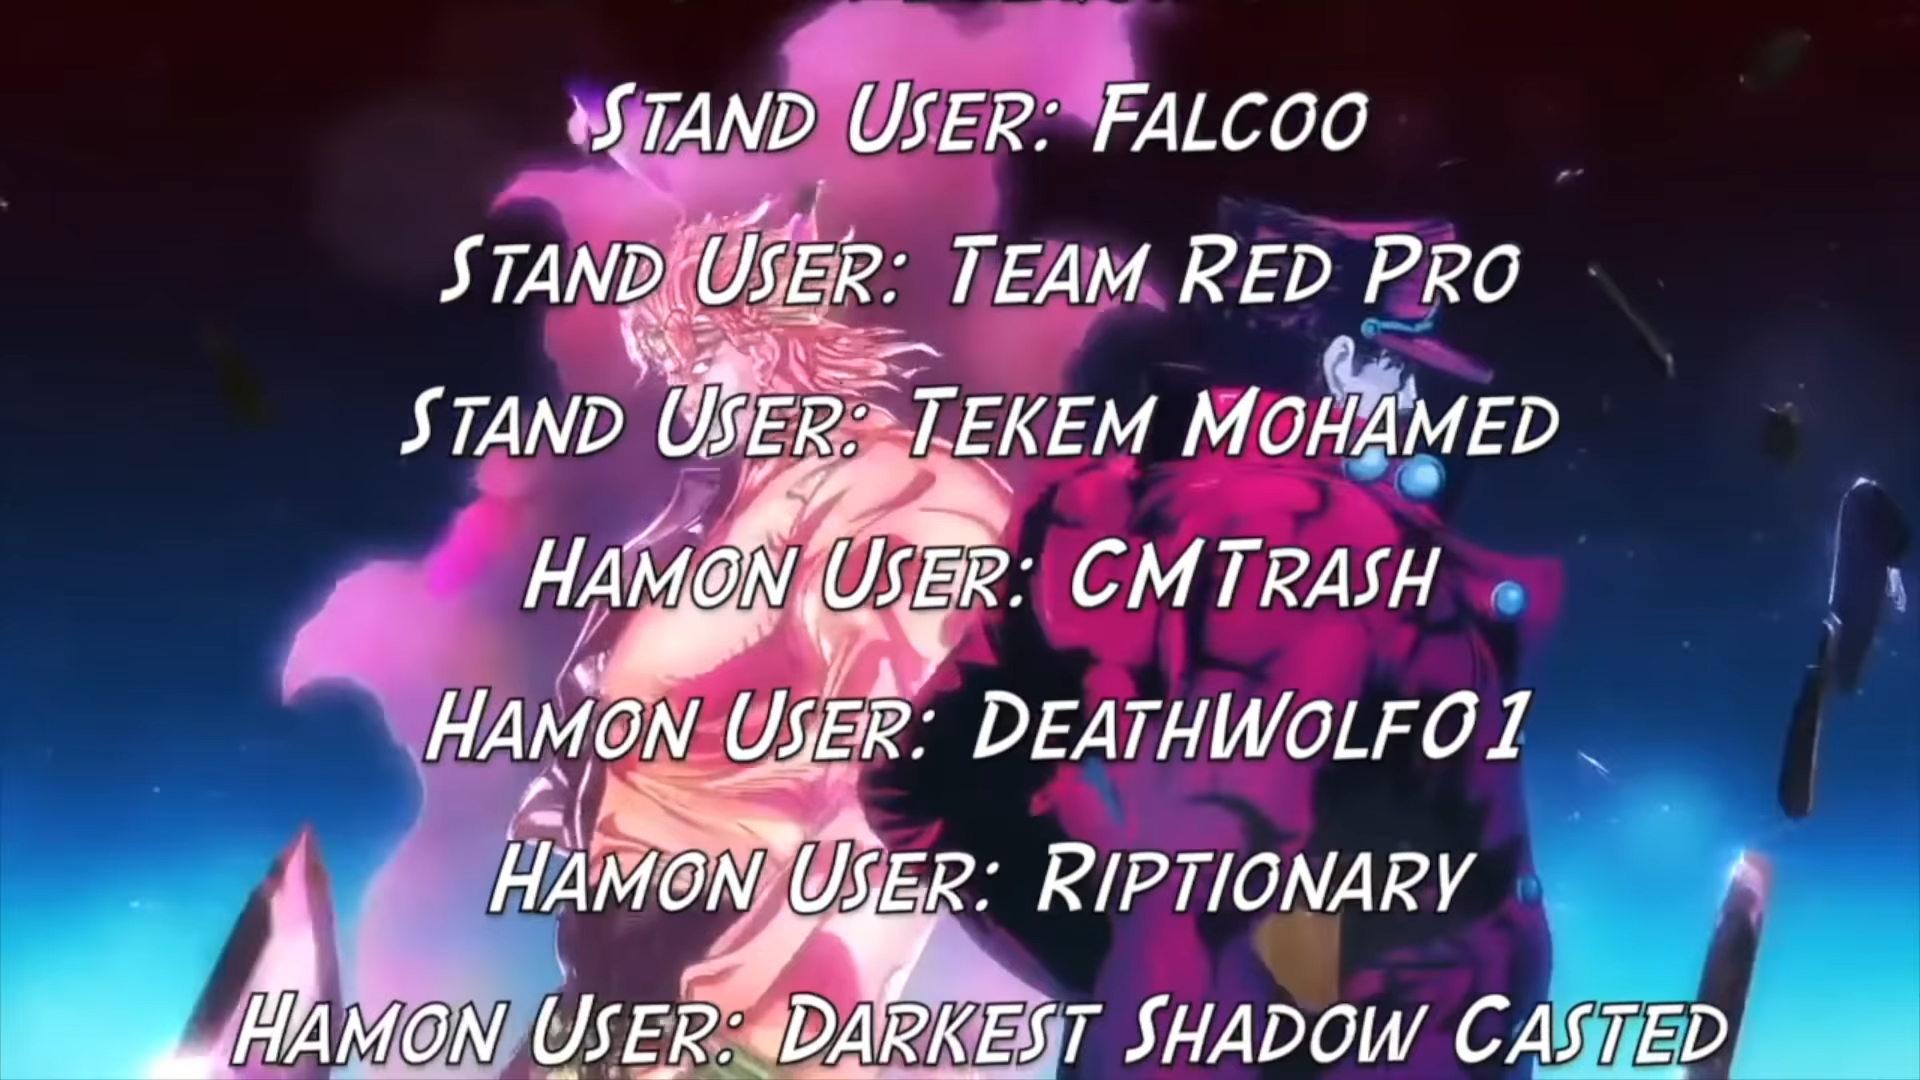 Stand User: Falcoo
Stand User: Team Red Pro
Stand User: Tekem Mohamed
Hamon User: CMTrash
Hamon User: DeathWolf01
Hamon User: Riptionary
Hamon User: Darkest Shadow Casted